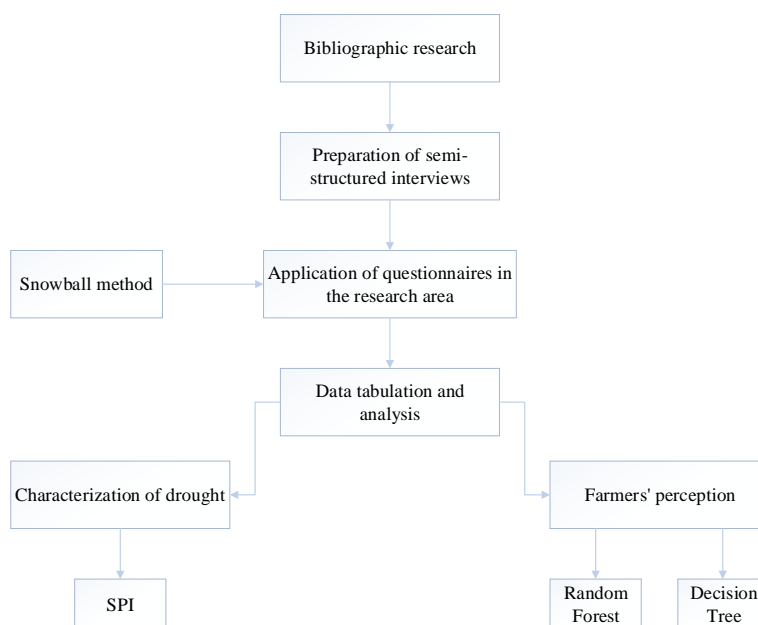 Bibliographic research
Preparation of semi-
structured interviews
Snowball method
Application of questionnaires in
the research area
Data tabulation and
analysis
Characterization of drought
Farmers' perception
SPI
Random
Forest
Decision
Tree